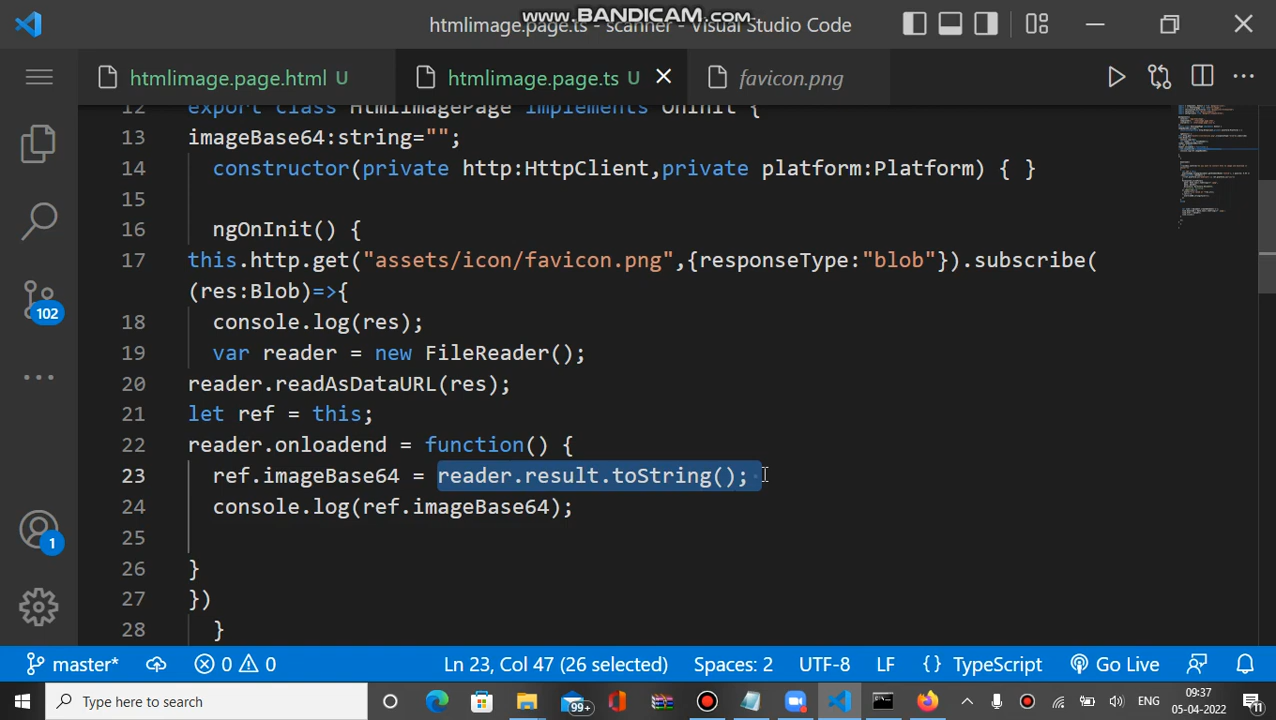 www.BANDICAM.com
htmlimage.page.ts - scanner - Visual Studio Code
htmlimage.page.html U
htmlimage.page.ts U
favicon.png
12 export class HtmlimagePage implements OnInit {
13 imageBase64:string="";
14 constructor(private http:HttpClient,private platform:Platform) { }
15
16 ngOnInit() {
17 this.http.get("assets/icon/favicon.png",{responseType:"blob"}).subscribe(
(res:Blob)=>{
18 console.log(res);
19 var reader = new FileReader();
20 reader.readAsDataURL(res);
21 let ref = this;
22 reader.onloadend = function() {
23 ref.imageBase64 = reader.result.toString();
24 console.log(ref.imageBase64);
25
26 }
27 })
28 }
102
1
master* 0 0 Ln 23, Col 47 (26 selected) Spaces: 2 UTF-8 LF {} TypeScript Go Live
Type here to search
99+
ENG
09:37
05-04-2022
11